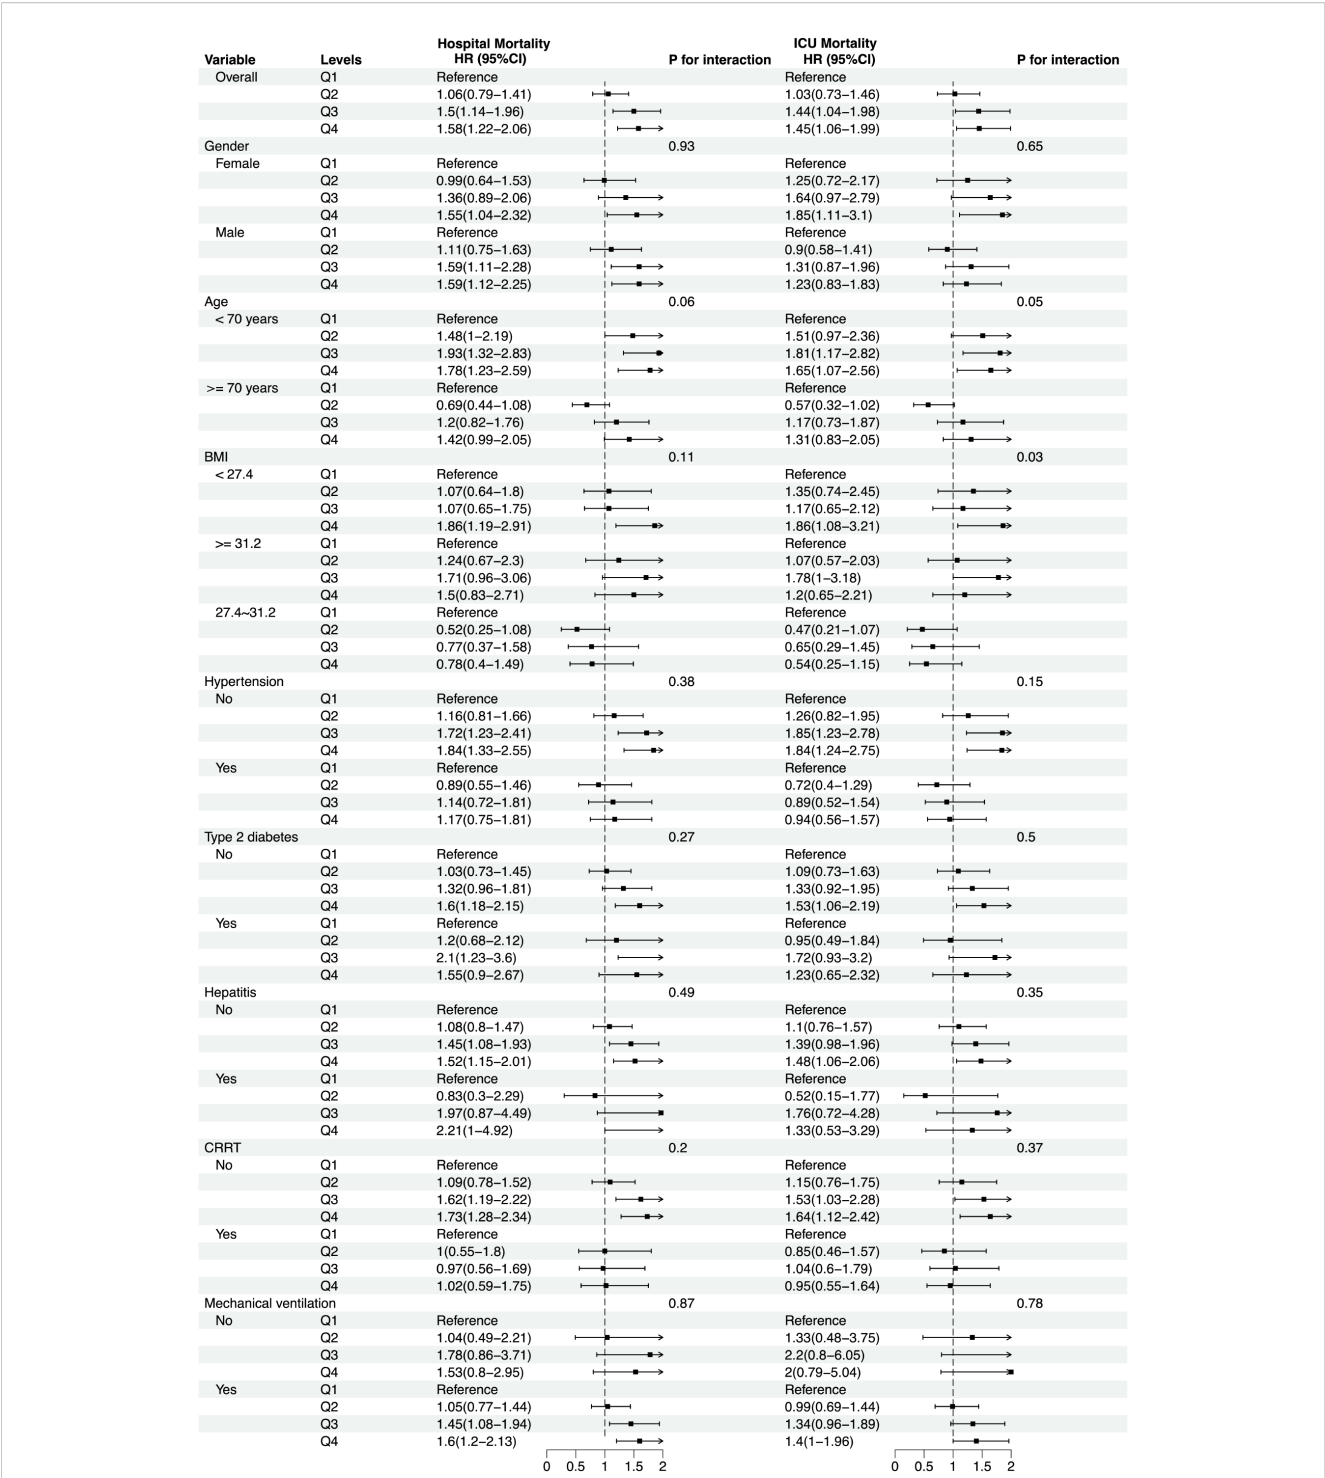 Hospital Mortality ICU Mortality
Variable Levels HR (95%CI) P for interaction HR (95%CI) P for interaction
Overall Q1 Reference Reference
Q2 1.06(0.79–1.41) 1.03(0.73–1.46)
Q3 1.5(1.14–1.96) 1.44(1.04–1.98)
Q4 1.58(1.22–2.06) 1.45(1.06–1.99)
Gender 0.93 0.65
Female Q1 Reference Reference
Q2 0.99(0.64–1.53) 1.25(0.72–2.17)
Q3 1.36(0.89–2.06) 1.64(0.97–2.79)
Q4 1.55(1.04–2.32) 1.85(1.11–3.1)
Male Q1 Reference Reference
Q2 1.11(0.75–1.63) 0.9(0.58–1.41)
Q3 1.59(1.11–2.28) 1.31(0.87–1.96)
Q4 1.59(1.12–2.25) 1.23(0.83–1.83)
Age 0.06 0.05
< 70 years Q1 Reference Reference
Q2 1.48(1–2.19) 1.51(0.97–2.36)
Q3 1.93(1.32–2.83) 1.81(1.17–2.82)
Q4 1.78(1.23–2.59) 1.65(1.07–2.56)
>= 70 years Q1 Reference Reference
Q2 0.69(0.44–1.08) 0.57(0.32–1.02)
Q3 1.2(0.82–1.76) 1.17(0.73–1.87)
Q4 1.42(0.99–2.05) 1.31(0.83–2.05)
BMI 0.11 0.03
< 27.4 Q1 Reference Reference
Q2 1.07(0.64–1.8) 1.35(0.74–2.45)
Q3 1.07(0.65–1.75) 1.17(0.65–2.12)
Q4 1.86(1.19–2.91) 1.86(1.08–3.21)
>= 31.2 Q1 Reference Reference
Q2 1.24(0.67–2.3) 1.07(0.57–2.03)
Q3 1.71(0.96–3.06) 1.78(1–3.18)
Q4 1.5(0.83–2.71) 1.2(0.65–2.21)
27.4~31.2 Q1 Reference Reference
Q2 0.52(0.25–1.08) 0.47(0.21–1.07)
Q3 0.77(0.37–1.58) 0.65(0.29–1.45)
Q4 0.78(0.4–1.49) 0.54(0.25–1.15)
Hypertension 0.38 0.15
No Q1 Reference Reference
Q2 1.16(0.81–1.66) 1.26(0.82–1.95)
Q3 1.72(1.23–2.41) 1.85(1.23–2.78)
Q4 1.84(1.33–2.55) 1.84(1.24–2.75)
Yes Q1 Reference Reference
Q2 0.89(0.55–1.46) 0.72(0.4–1.29)
Q3 1.14(0.72–1.81) 0.89(0.52–1.54)
Q4 1.17(0.75–1.81) 0.94(0.56–1.57)
Type 2 diabetes 0.27 0.5
No Q1 Reference Reference
Q2 1.03(0.73–1.45) 1.09(0.73–1.63)
Q3 1.32(0.96–1.81) 1.33(0.92–1.95)
Q4 1.6(1.18–2.15) 1.53(1.06–2.19)
Yes Q1 Reference Reference
Q2 1.2(0.68–2.12) 0.95(0.49–1.84)
Q3 2.1(1.23–3.6) 1.72(0.93–3.2)
Q4 1.55(0.9–2.67) 1.23(0.65–2.32)
Hepatitis 0.49 0.35
No Q1 Reference Reference
Q2 1.08(0.8–1.47) 1.1(0.76–1.57)
Q3 1.45(1.08–1.93) 1.39(0.98–1.96)
Q4 1.52(1.15–2.01) 1.48(1.06–2.06)
Yes Q1 Reference Reference
Q2 0.83(0.3–2.29) 0.52(0.15–1.77)
Q3 1.97(0.87–4.49) 1.76(0.72–4.28)
Q4 2.21(1–4.92) 1.33(0.53–3.29)
CRRT 0.2 0.37
No Q1 Reference Reference
Q2 1.09(0.78–1.52) 1.15(0.76–1.75)
Q3 1.62(1.19–2.22) 1.53(1.03–2.28)
Q4 1.73(1.28–2.34) 1.64(1.12–2.42)
Yes Q1 Reference Reference
Q2 1(0.55–1.8) 0.85(0.46–1.57)
Q3 0.97(0.56–1.69) 1.04(0.6–1.79)
Q4 1.02(0.59–1.75) 0.95(0.55–1.64)
Mechanical ventilation 0.87 0.78
No Q1 Reference Reference
Q2 1.04(0.49–2.21) 1.33(0.48–3.75)
Q3 1.78(0.86–3.71) 2.2(0.8–6.05)
Q4 1.53(0.8–2.95) 2(0.79–5.04)
Yes Q1 Reference Reference
Q2 1.05(0.77–1.44) 0.99(0.69–1.44)
Q3 1.45(1.08–1.94) 1.34(0.96–1.89)
Q4 1.6(1.2–2.13) 1.4(1–1.96)
0 0.5 1 1.5 2 0 0.5 1 1.5 2